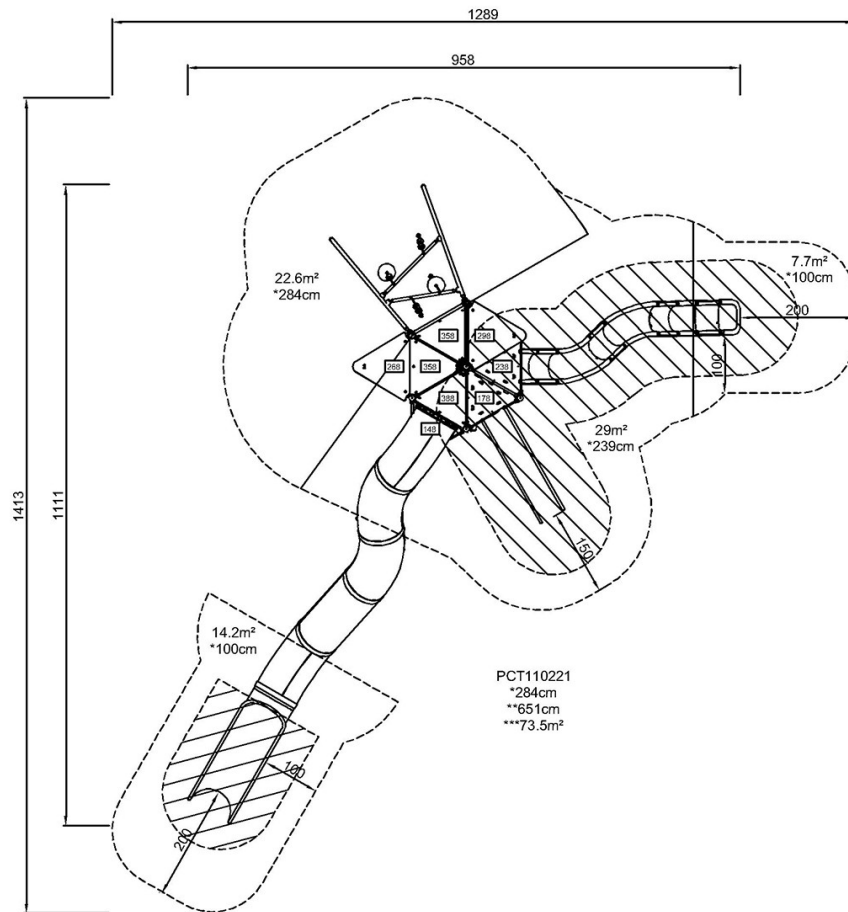 1289
958
7.7m²
*100cm
22.6m²
*284cm
200
358
298
268
358
238
100
388
178
148
29m²
*239cm
1413
1111
150
14.2m²
*100cm
PCT110221
*284cm
**651cm
***73.5m²
100
200